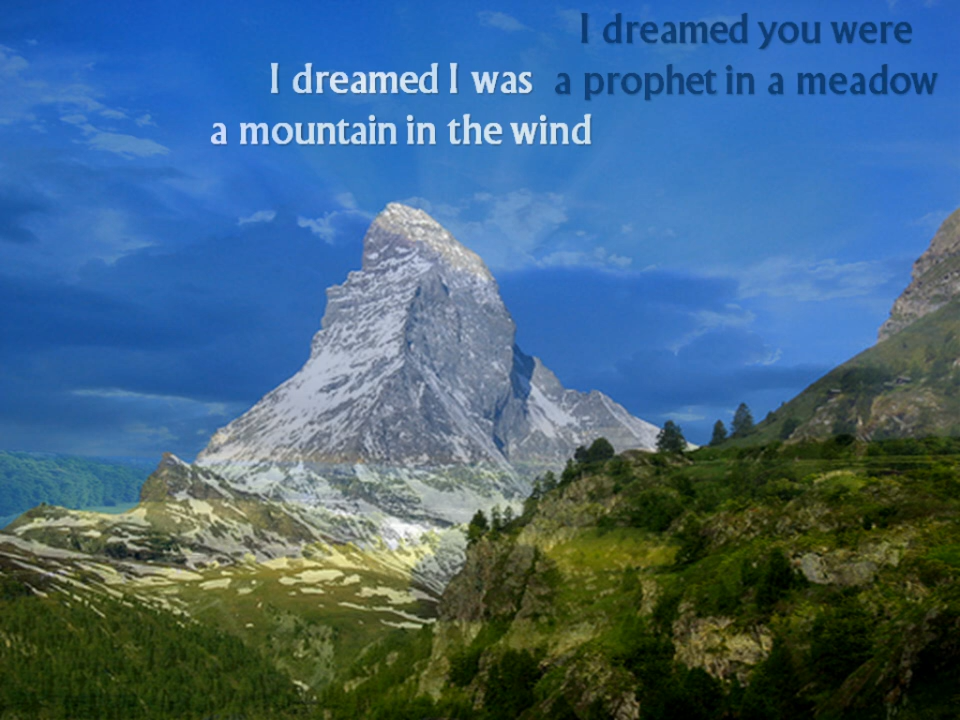 I dreamed you were
a prophet in a meadow
I dreamed I was
a mountain in the wind